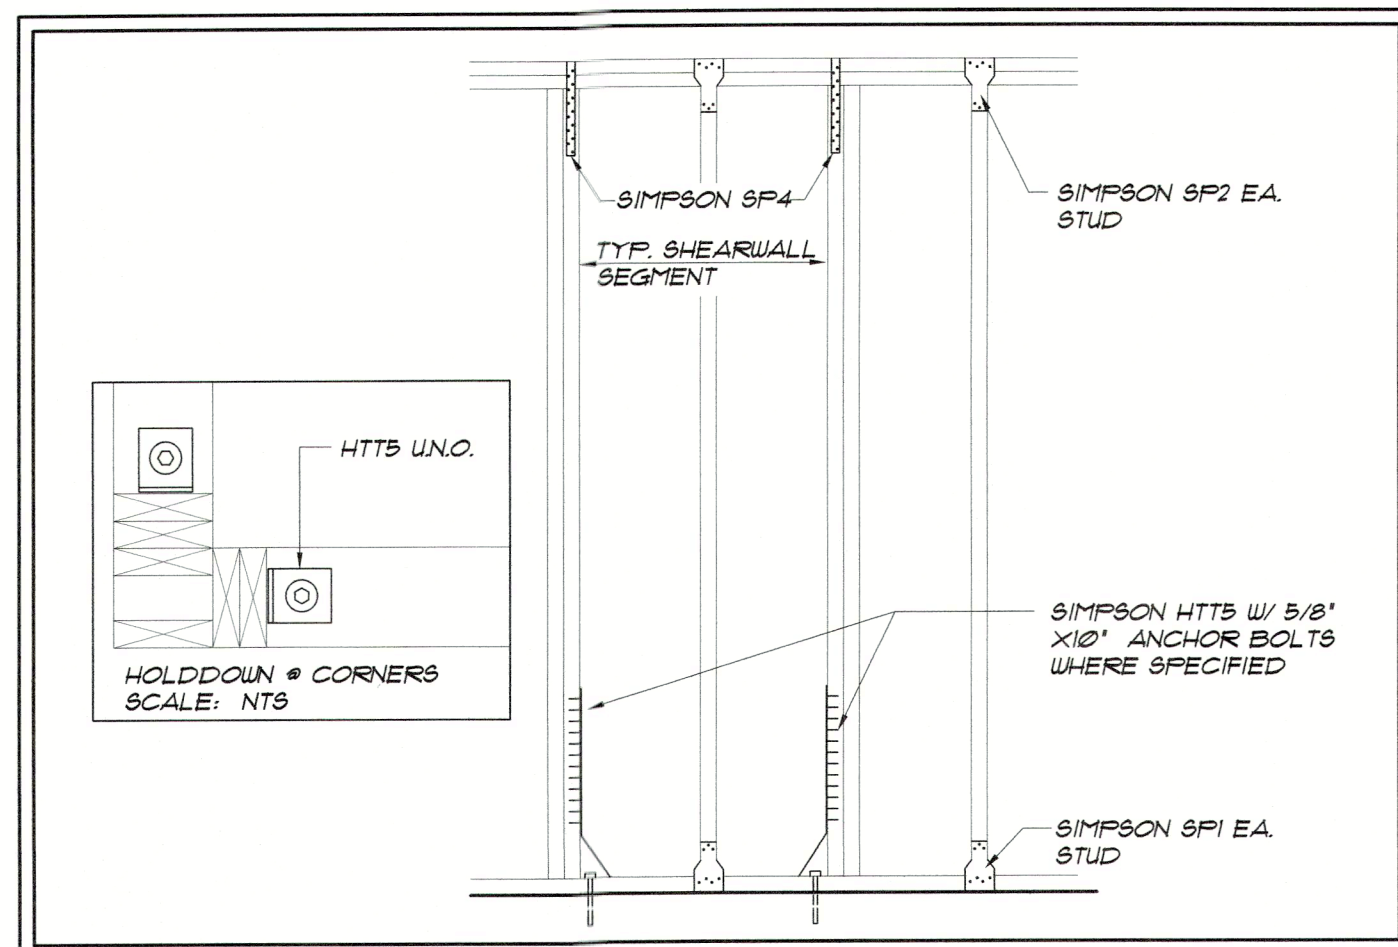 SIMPSON SP4
SIMPSON SP2 EA.
STUD
TYP. SHEARWALL
SEGMENT
HTT5 U.N.O.
HOLDDOWN @ CORNERS
SCALE: NTS
SIMPSON HTT5 W/ 5/8"
X10" ANCHOR BOLTS
WHERE SPECIFIED
SIMPSON SP1 EA.
STUD